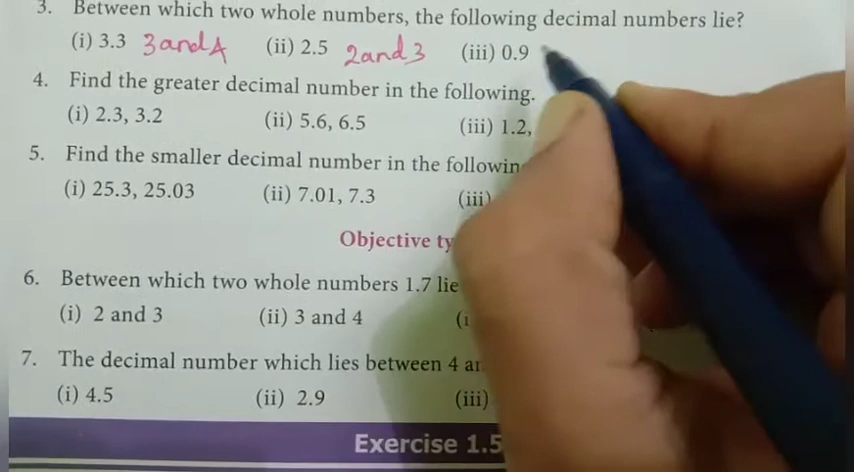 3. Between which two whole numbers, the following decimal numbers lie?
(i) 3.3 3 and 4 (ii) 2.5 2 and 3 (iii) 0.9
4. Find the greater decimal number in the following.
(i) 2.3, 3.2 (ii) 5.6, 6.5 (iii) 1.2,
5. Find the smaller decimal number in the followin
(i) 25.3, 25.03 (ii) 7.01, 7.3 (iii)
Objective ty
6. Between which two whole numbers 1.7 lie
(i) 2 and 3 (ii) 3 and 4 (i
7. The decimal number which lies between 4 an
(i) 4.5 (ii) 2.9 (iii)
Exercise 1.5